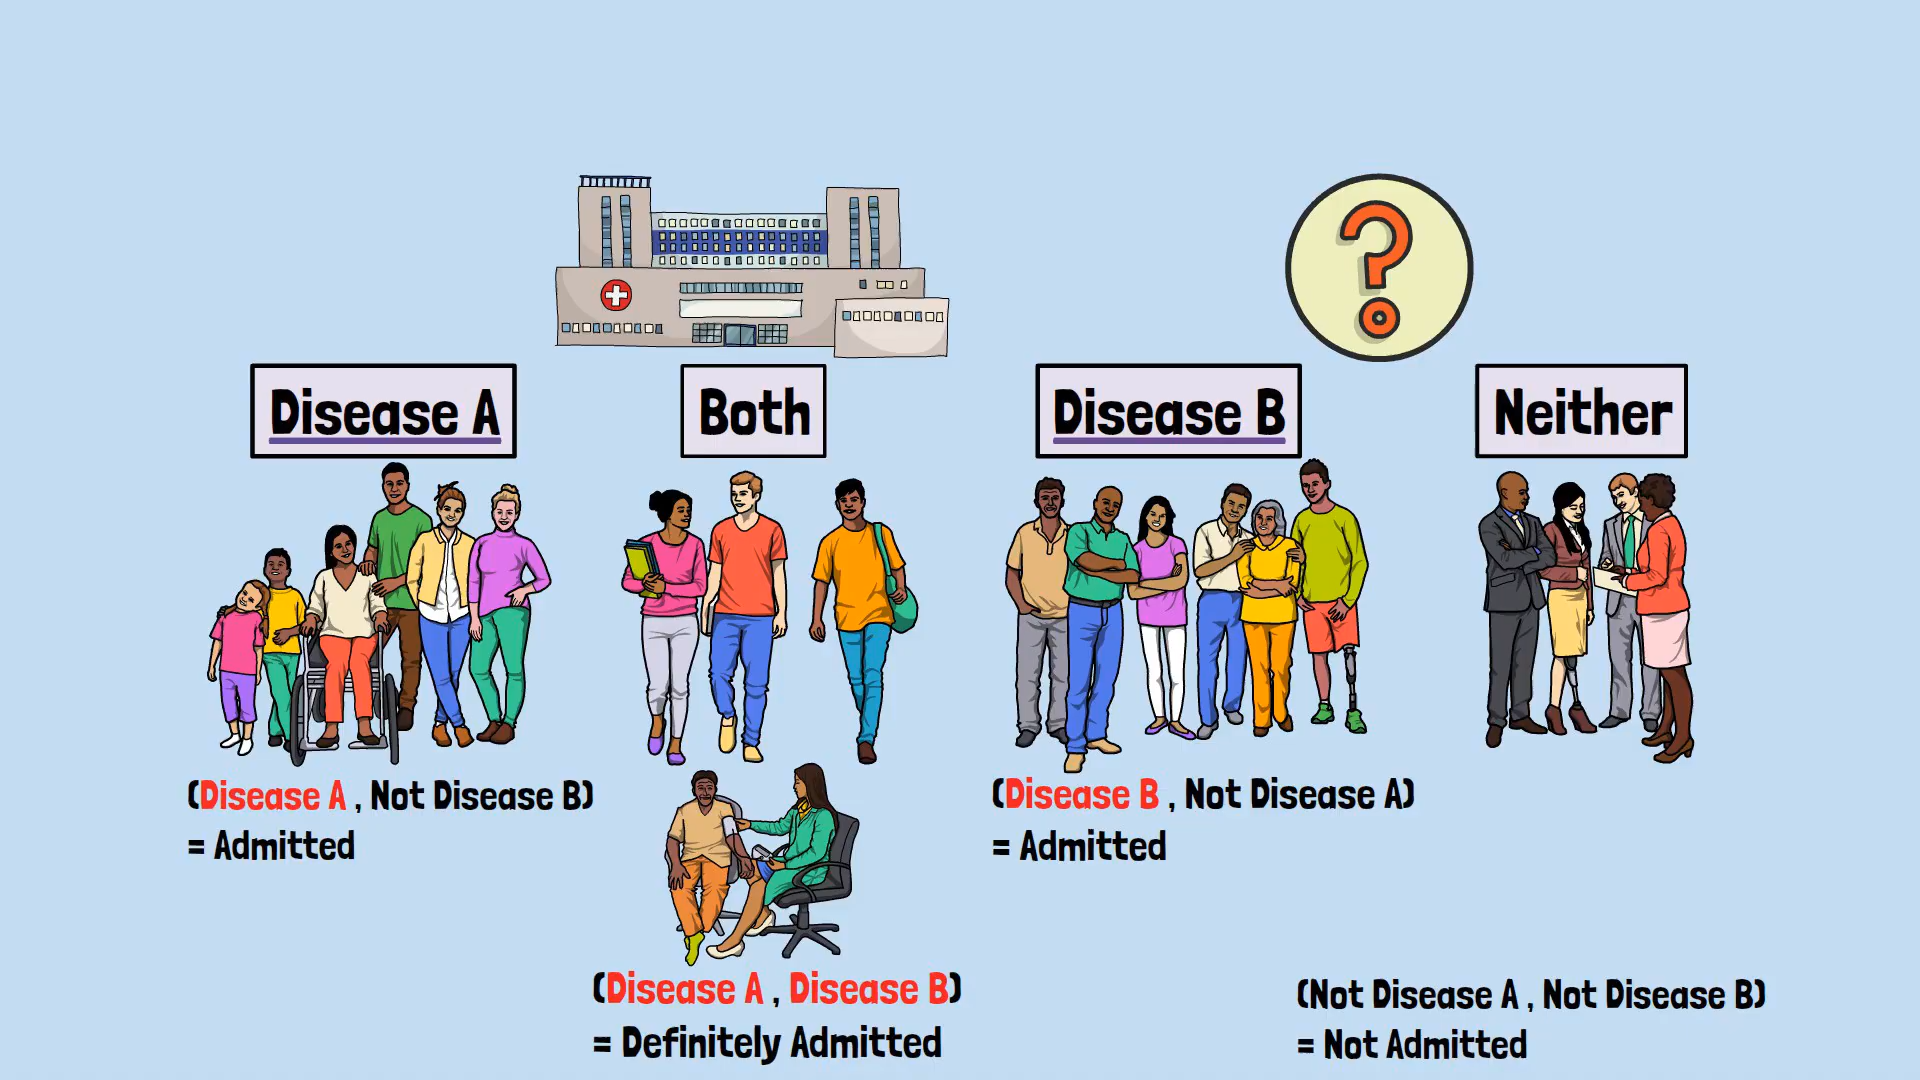 Disease A
Both
Disease B
Neither
(Disease A , Not Disease B)
= Admitted
(Disease B , Not Disease A)
= Admitted
(Disease A , Disease B)
= Definitely Admitted
(Not Disease A , Not Disease B)
= Not Admitted